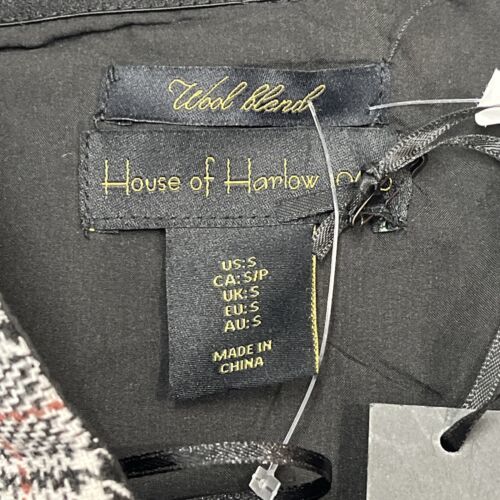 Wool blend
House of Harlow
US:S
CA:S/P
UK:S
EU:S
AU:S
MADE IN
CHINA